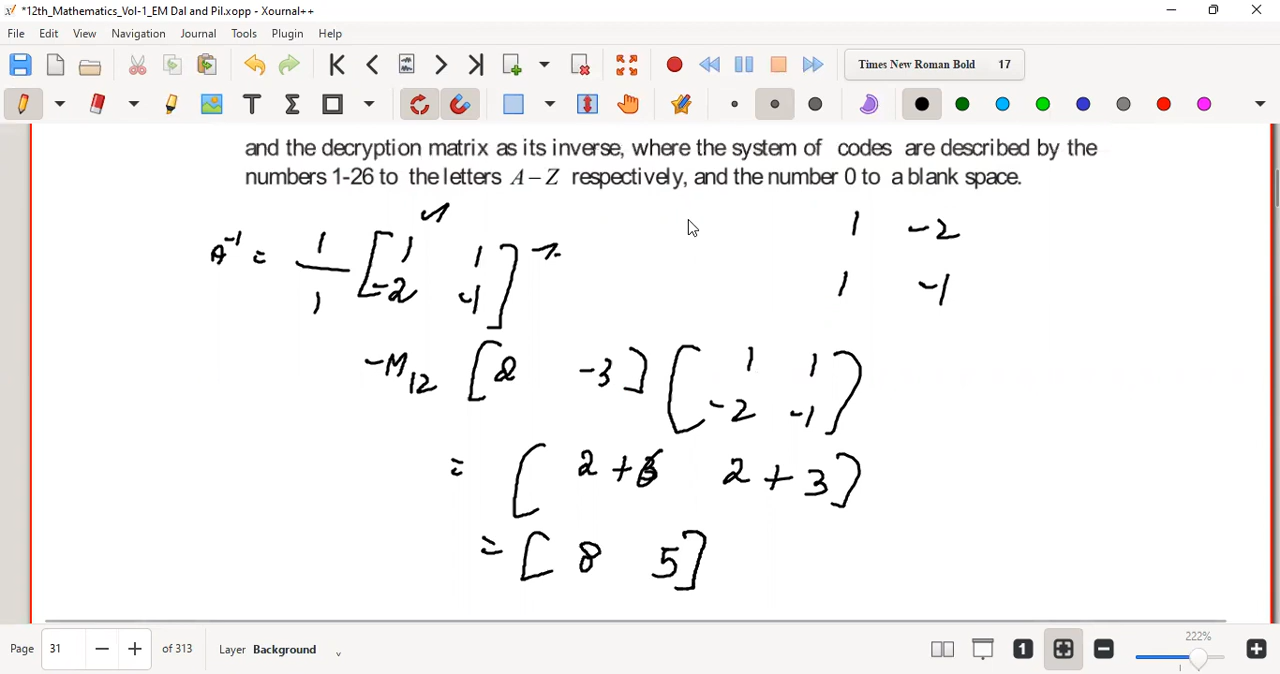 *12th_Mathematics_Vol-1_EM Dal and Pil.xopp - Xournal++
File Edit View Navigation Journal Tools Plugin Help
Times New Roman Bold 17
and the decryption matrix as its inverse, where the system of codes are described by the
numbers 1-26 to the letters A – Z respectively, and the number 0 to a blank space.
1 -2
A⁻¹ = 1/1 [1 1
-2 -1]
1 -1
[2 -3] [1 1
-2 -1]
= [2 + 6 2 + 3]
= [8 5]
Page 31 of 313 Layer Background 1 222%